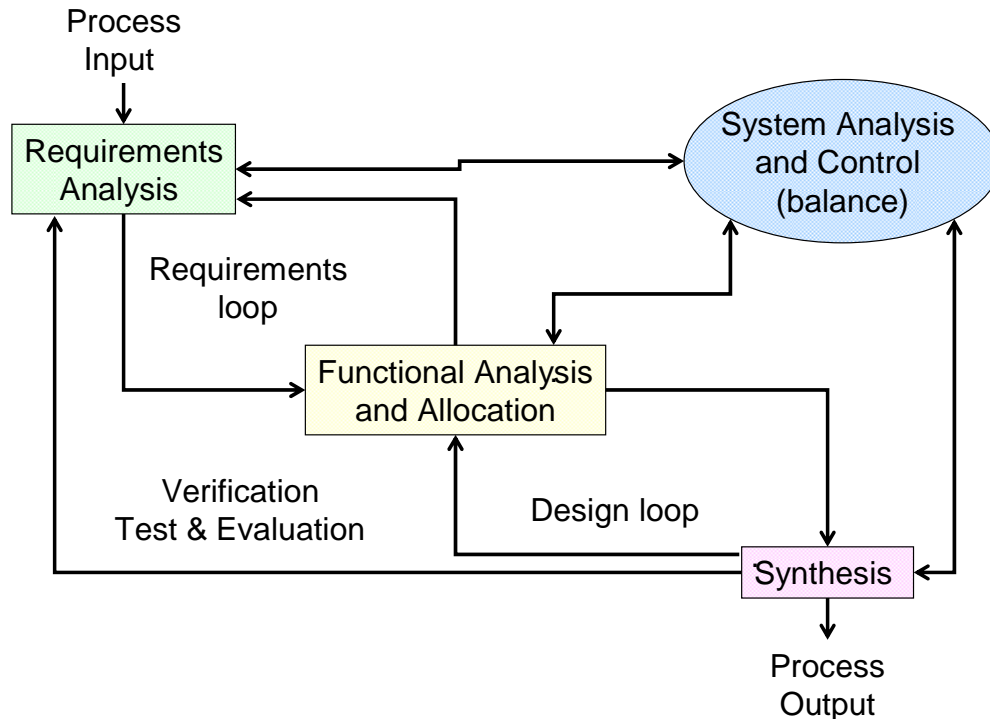 Process
Input
Requirements
Analysis
System Analysis
and Control
(balance)
Requirements
loop
Functional Analysis
and Allocation
Verification
Test & Evaluation
Design loop
Synthesis
Process
Output